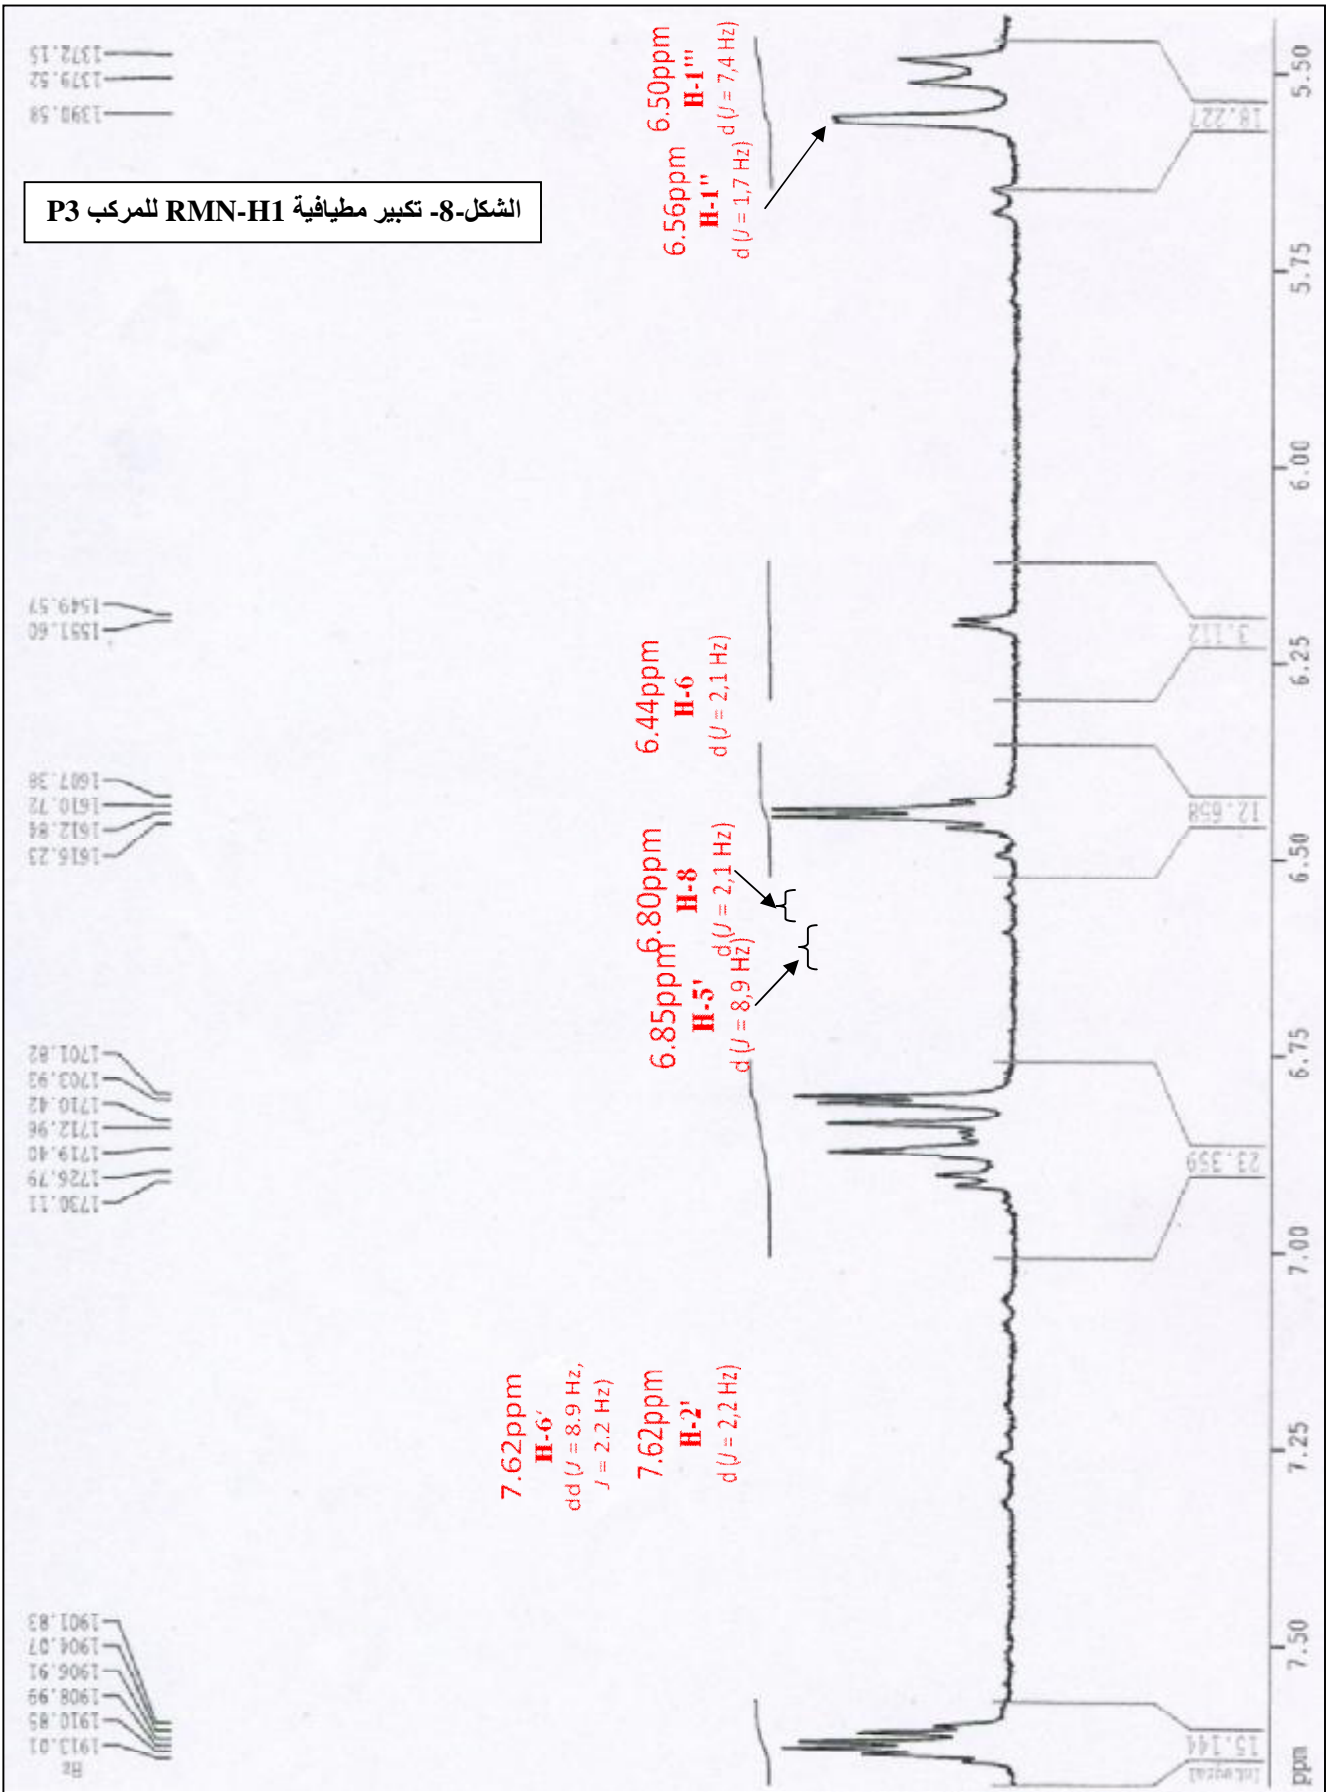 الشكل-8- تكبير مطيافية RMN-H1 للمركب P3
1372.15
1379.52
1390.58
1549.57
1551.60
1607.38
1610.72
1612.84
1616.23
1701.82
1703.93
1710.42
1712.96
1719.40
1726.79
1730.11
1901.83
1904.07
1906.91
1908.99
1910.85
1913.01
Hz
6.50ppm
H-1'''
d (J = 7,4 Hz)
6.56ppm
H-1''
d (J = 1,7 Hz)
6.44ppm
H-6
d (J = 2,1 Hz)
6.80ppm
H-8
d (J = 2,1 Hz)
6.85ppm
H-5'
d (J = 8,9 Hz)
7.62ppm
H-6'
dd (J = 8.9 Hz,
J = 2.2 Hz)
7.62ppm
H-2'
d (J = 2,2 Hz)
18.227
3.112
12.658
23.359
15.144
Integral
5.50
5.75
6.00
6.25
6.50
6.75
7.00
7.25
7.50
ppm